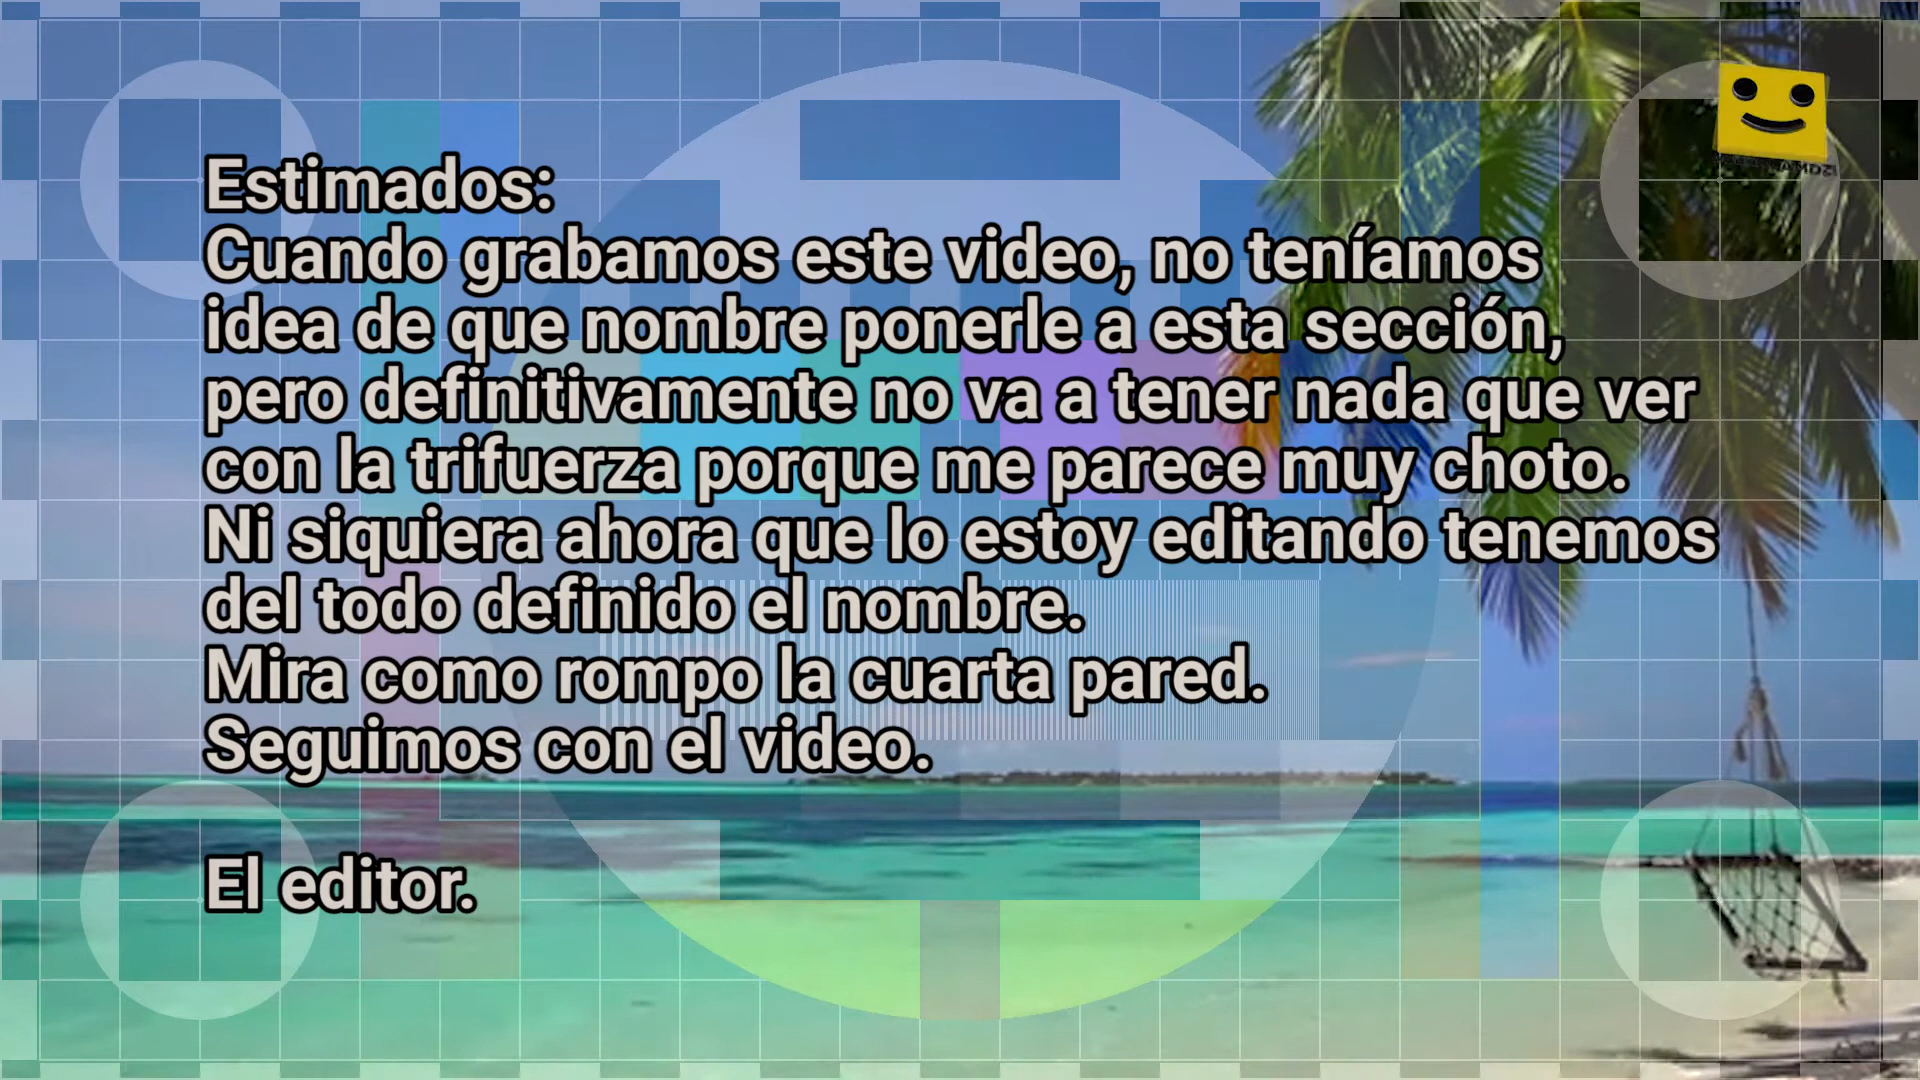 Estimados:
Cuando grabamos este video, no teníamos
idea de que nombre ponerle a esta sección,
pero definitivamente no va a tener nada que ver
con la trifuerza porque me parece muy choto.
Ni siquiera ahora que lo estoy editando tenemos
del todo definido el nombre.
Mira como rompo la cuarta pared.
Seguimos con el video.
El editor.